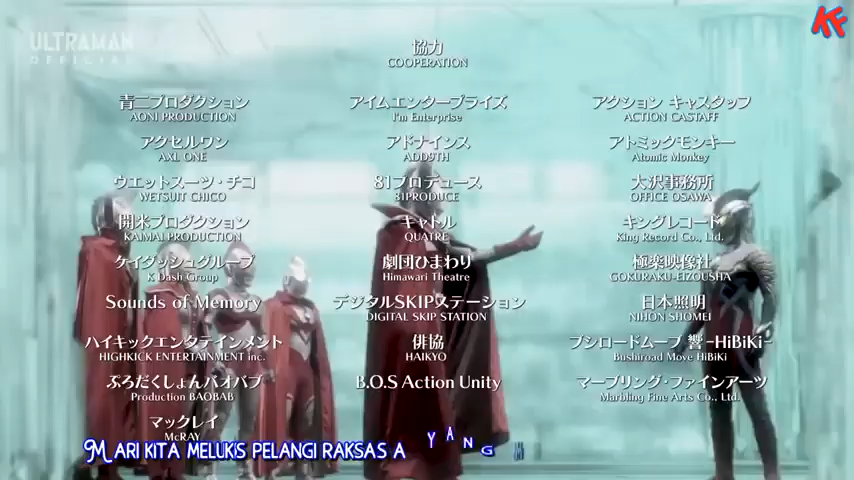 ULTRAMAN
OFFICIAL
KF
協力
COOPERATION
青二プロダクション
AONI PRODUCTION
アイムエンタープライズ
I'm Enterprise
アクション キャスタッフ
ACTION CASTAFF
アクセルワン
AXL ONE
アドナインス
ADD9TH
アトミックモンキー
Atomic Monkey
ウエットスーツ・チコ
WETSUIT CHICO
81プロデュース
81PRODUCE
大沢事務所
OFFICE OSAWA
開米プロダクション
KAIMAI PRODUCTION
キャトル
QUATRE
キングレコード
King Record Co., Ltd.
ケイダッシュグループ
K Dash Group
劇団ひまわり
Himawari Theatre
極楽映像社
GOKURAKU-EIZOUSHA
Sounds of Memory
デジタルSKIPステーション
DIGITAL SKIP STATION
日本照明
NIHON SHOMEI
ハイキックエンタテインメント
HIGHKICK ENTERTAINMENT inc.
俳協
HAIKYO
ブシロードムーブ 響 -HiBiKi-
Bushiroad Move HiBiKi
ぷろだくしょんバオバブ
Production BAOBAB
B.O.S Action Unity
マーブリング・ファインアーツ
Marbling Fine Arts Co., Ltd.
マックレイ
McRAY
MARI KITA MELUKIS PELANGI RAKSASA YANG